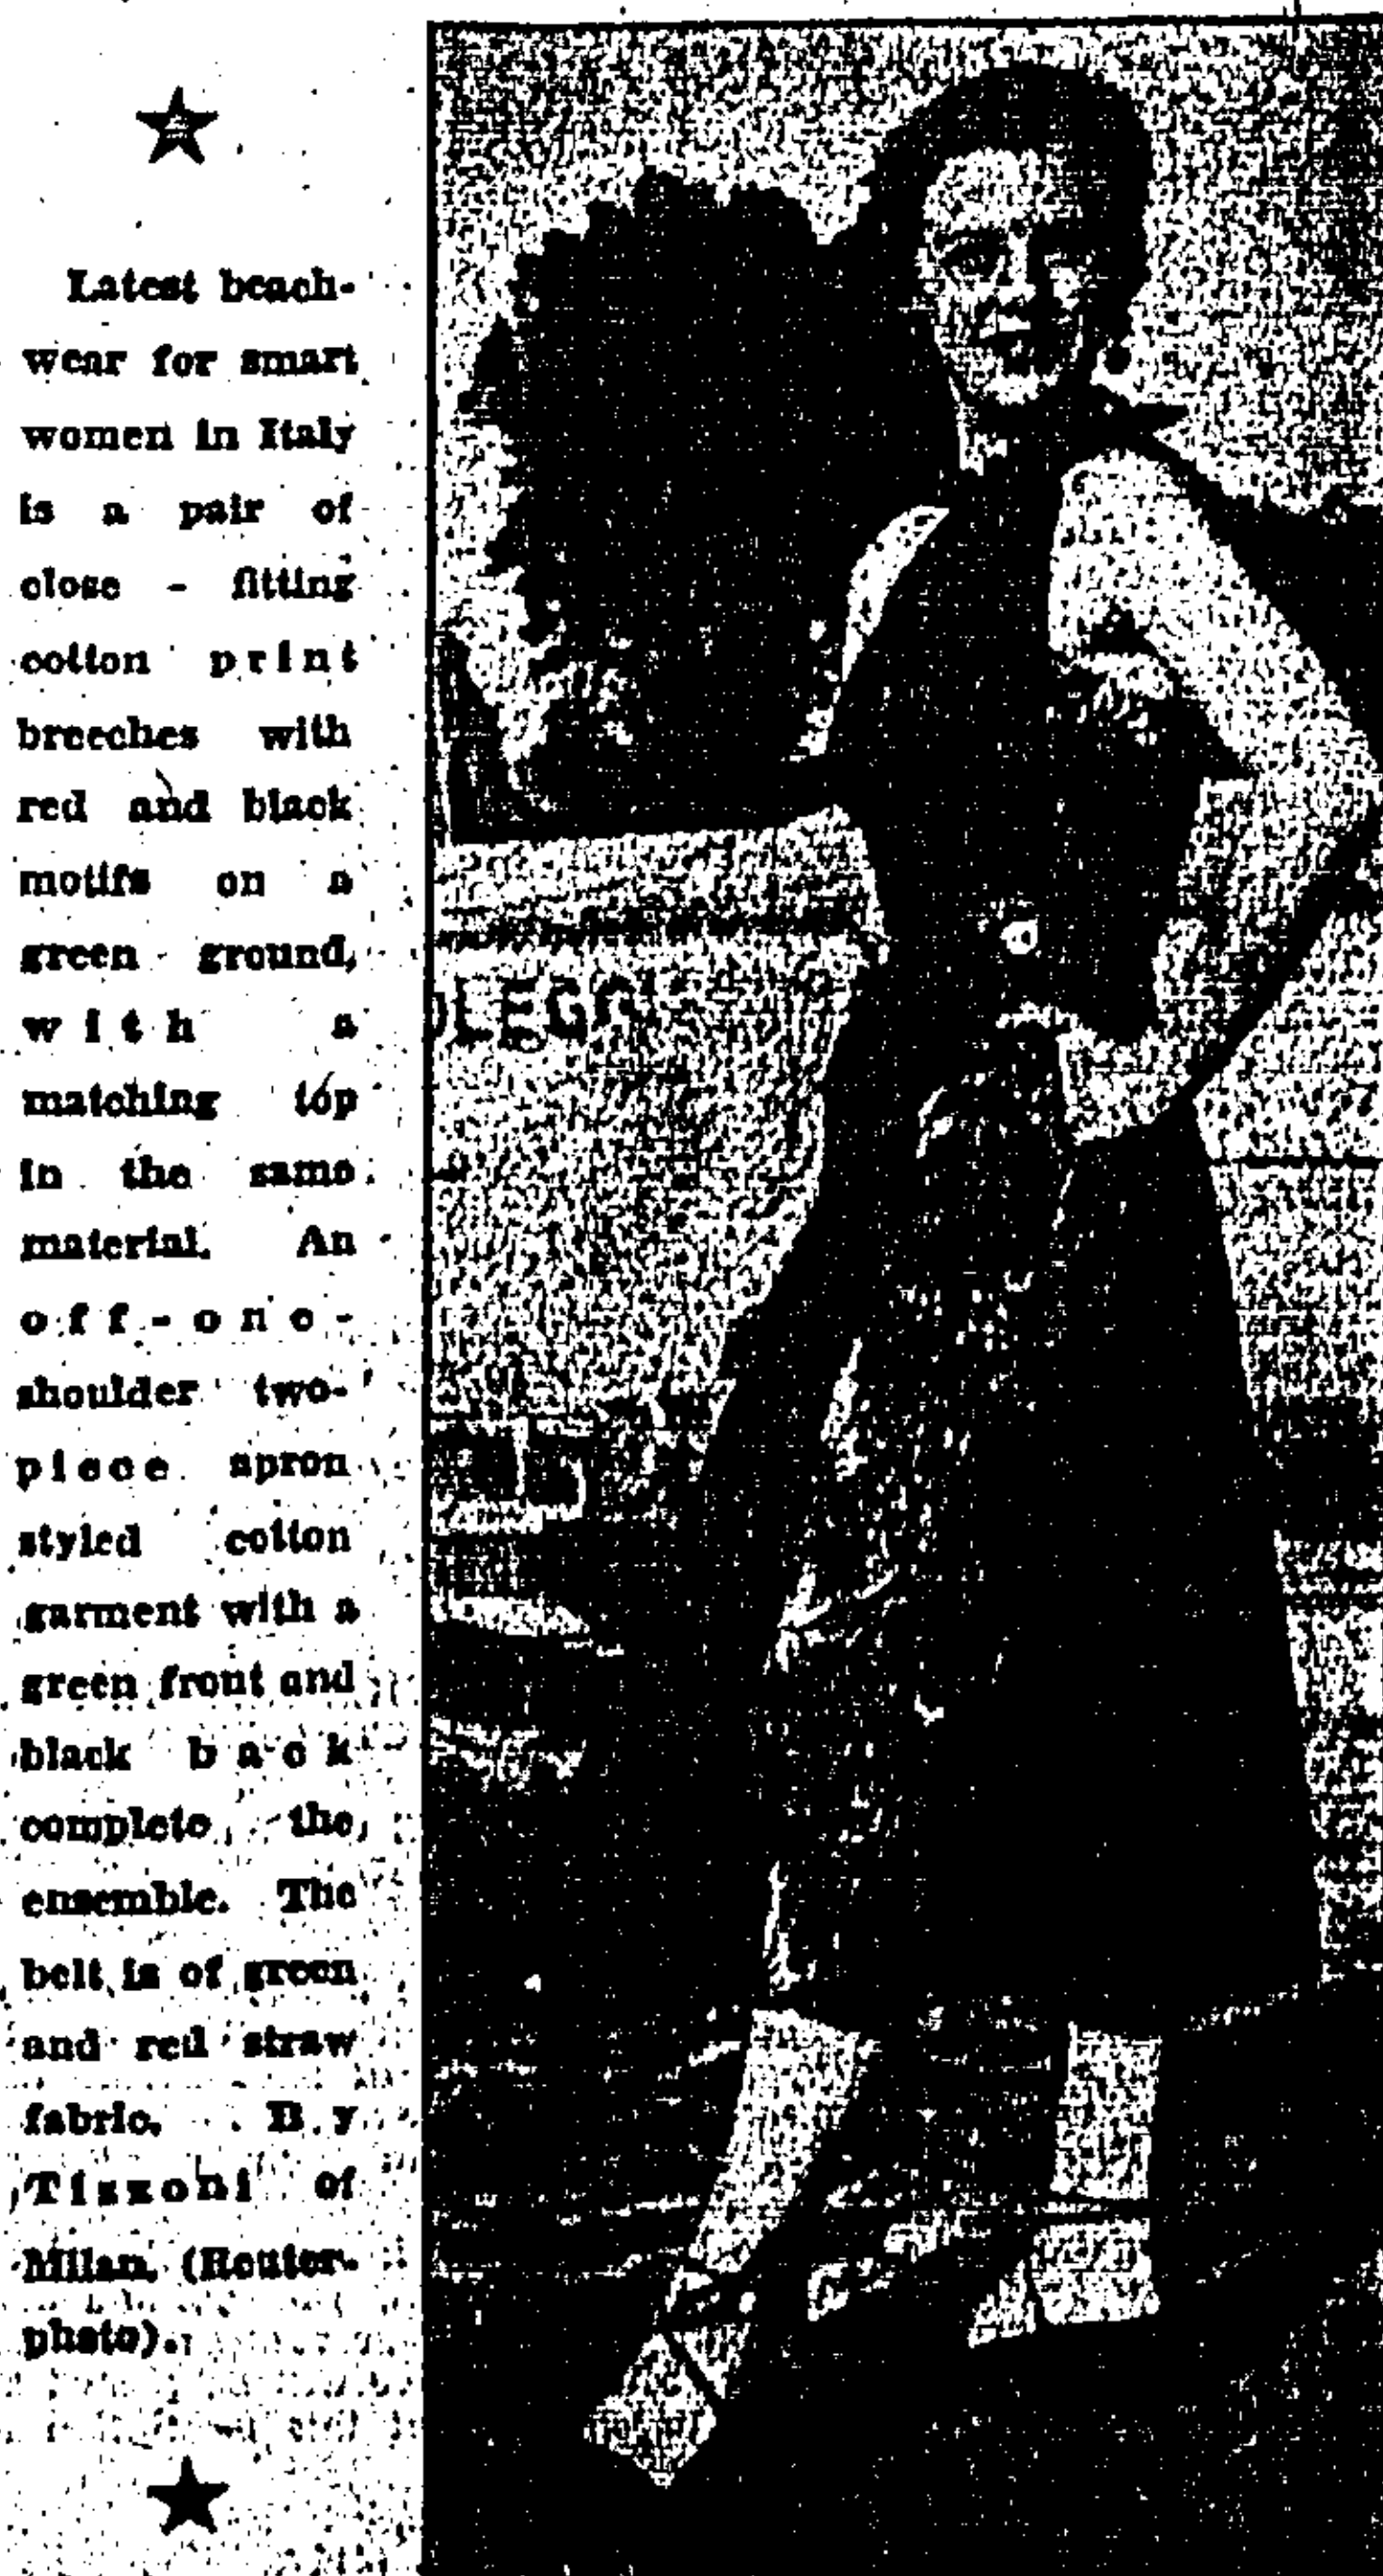 Latest beach-
wear for smart
women in Italy
is a pair of
close - fitting
cotton print
breeches with
red and black
motifs on a
green ground,
with a
matching top
in the same
material. An
off-one-
shoulder two-
piece apron
styled cotton
garment with a
green front and
black back
complete the
ensemble. The
belt is of green
and red straw
fabric. By
Tizzoni of
Milan. (Reuter-
photo).